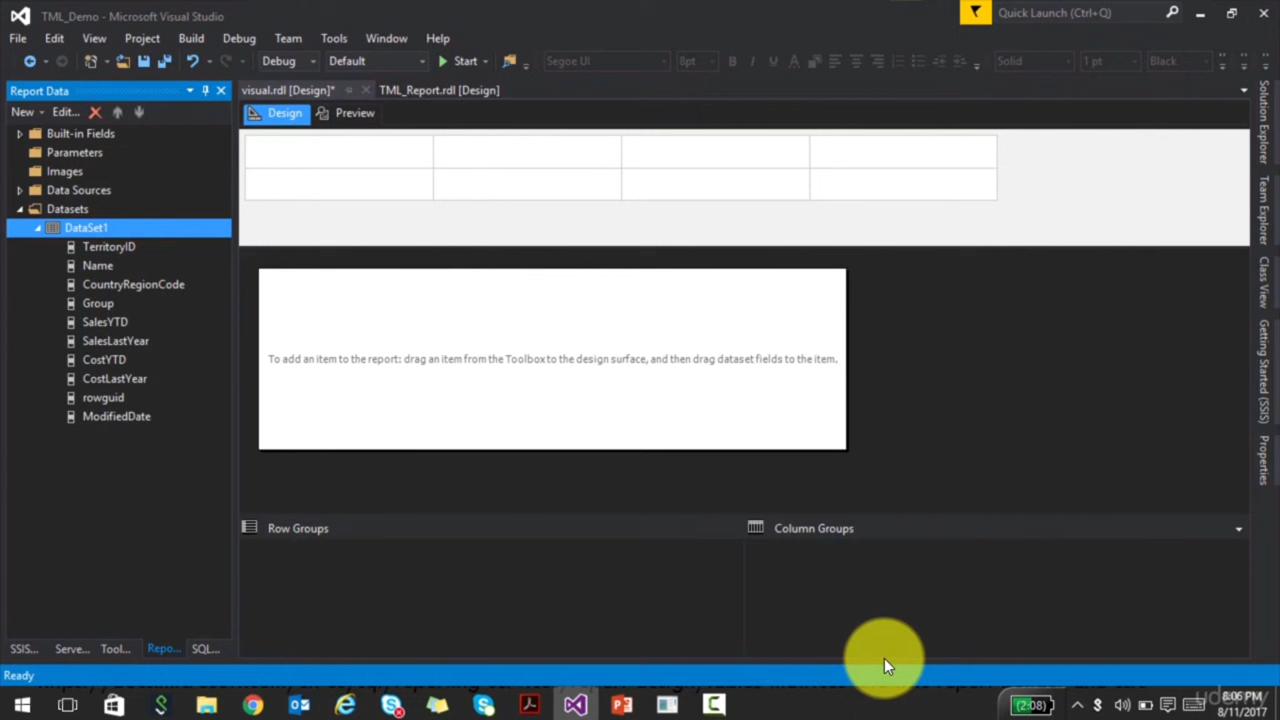 TML_Demo - Microsoft Visual Studio
Quick Launch (Ctrl+Q)
File Edit View Project Build Debug Team Tools Window Help
Debug Default Start Segoe UI 8pt B I U A Solid 1 pt Black
Report Data
visual.rdl [Design]* TML_Report.rdl [Design]
New Edit...
Design Preview
Built-in Fields
Parameters
Images
Data Sources
Datasets
DataSet1
TerritoryID
Name
CountryRegionCode
Group
SalesYTD
SalesLastYear
CostYTD
CostLastYear
rowguid
ModifiedDate
To add an item to the report: drag an item from the Toolbox to the design surface, and then drag dataset fields to the item.
Row Groups
Column Groups
Solution Explorer
Team Explorer
Class View
Getting Started (SSIS)
Properties
SSIS... Serve... Tool... Repo... SQL...
Ready
(2:08)
8:06 PM
8/11/2017
udemy